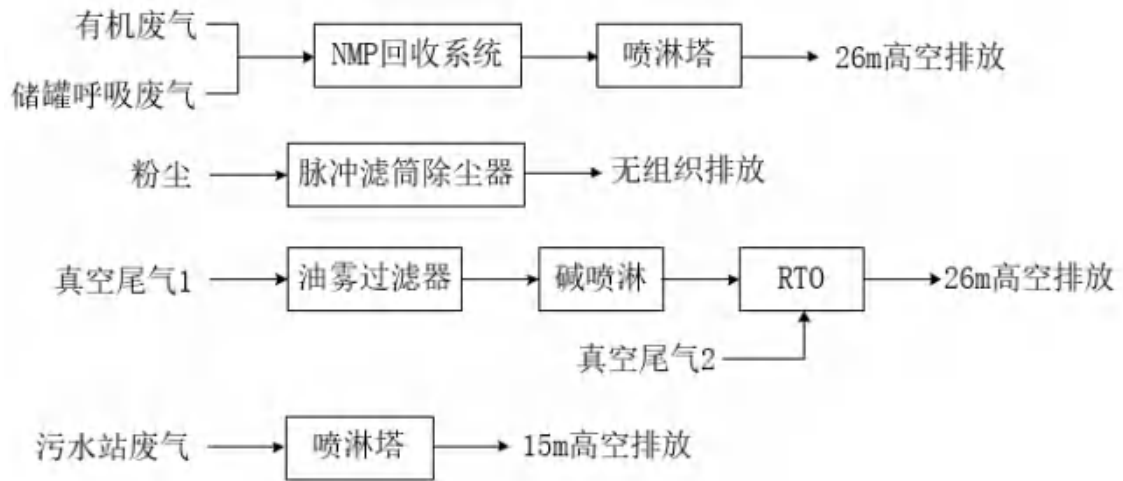 有机废气
储罐呼吸废气
NMP回收系统
喷淋塔
26m高空排放
粉尘
脉冲滤筒除尘器
无组织排放
真空尾气1
油雾过滤器
碱喷淋
RTO
26m高空排放
真空尾气2
污水站废气
喷淋塔
15m高空排放